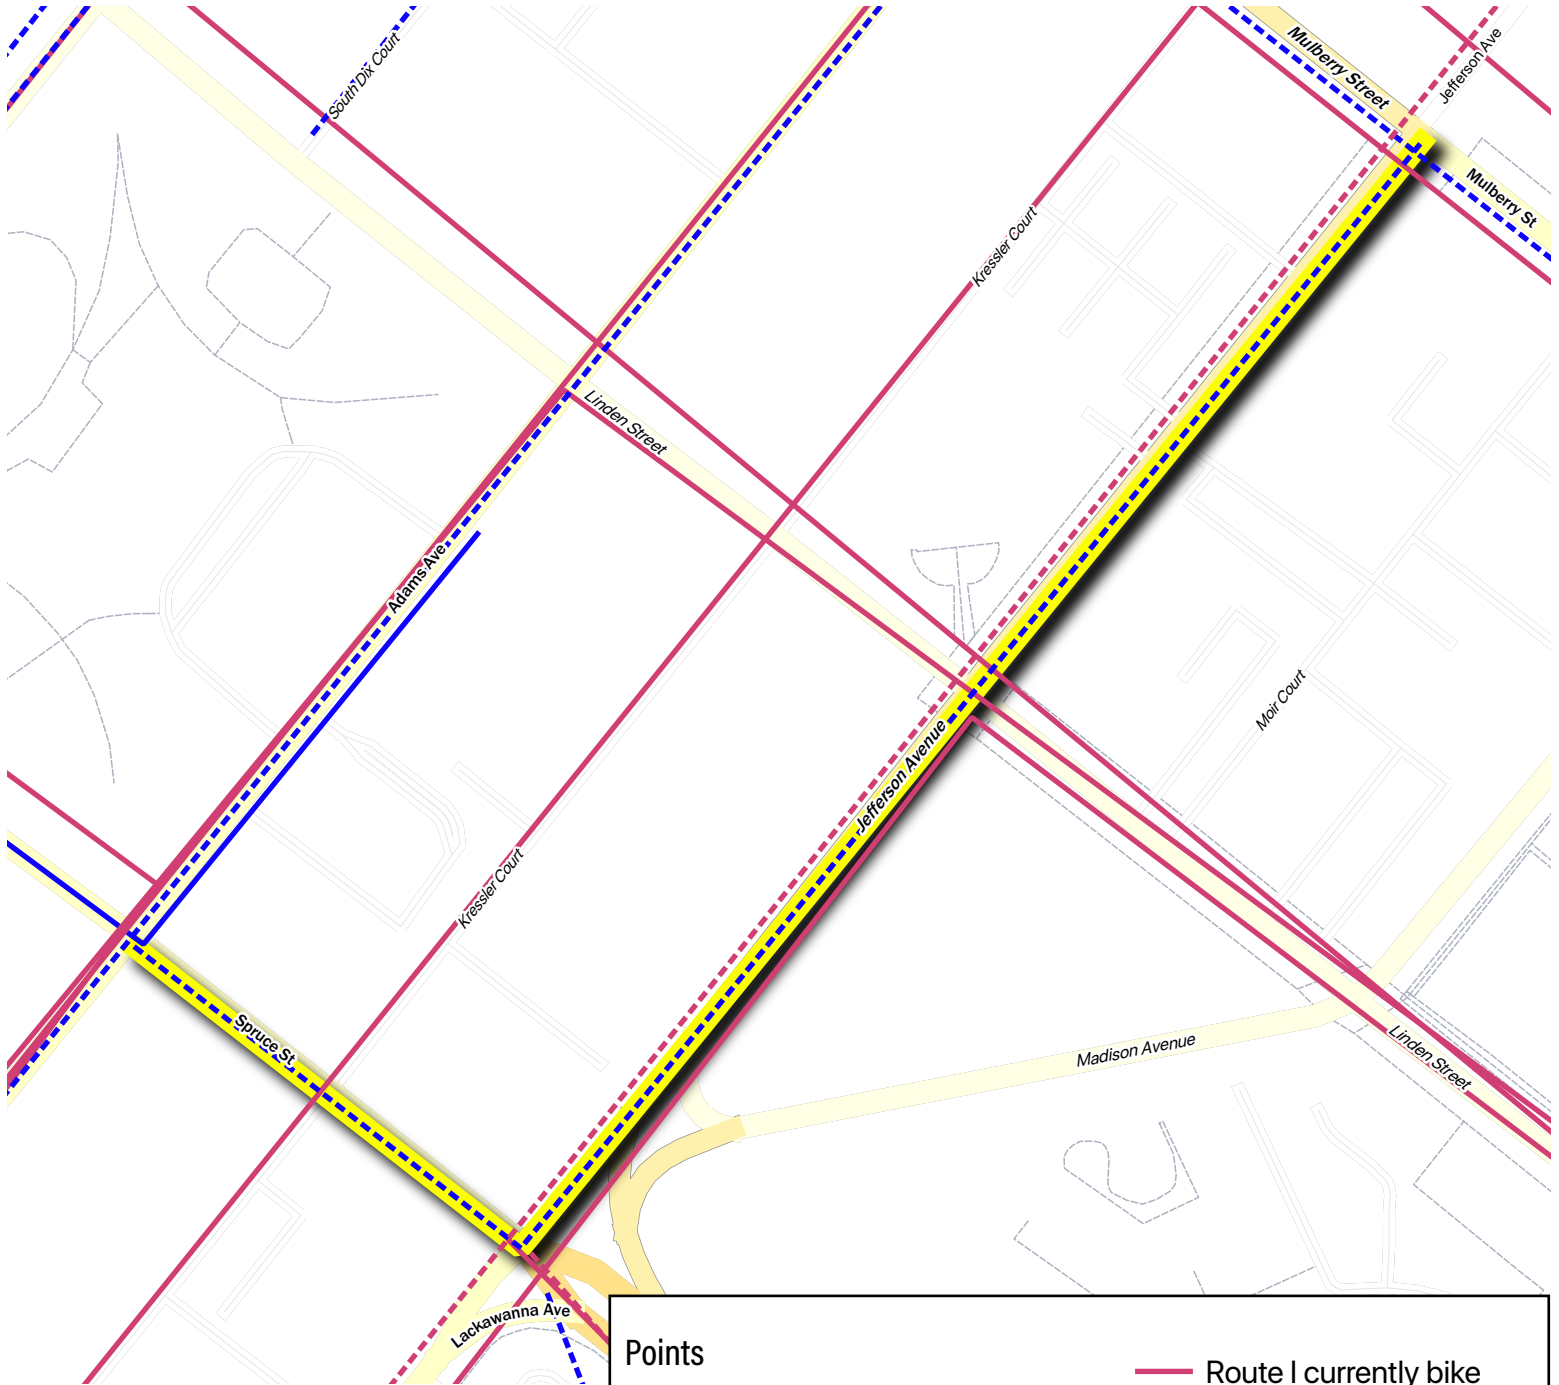 South Dix Court
Mulberry Street
Jefferson Ave
Mulberry St
Kressler Court
Linden Street
Adams Ave
Moir Court
Jefferson Avenue
Kressler Court
Spruce St
Madison Avenue
Linden Street
Lackawanna Ave
Points
Route I currently bike